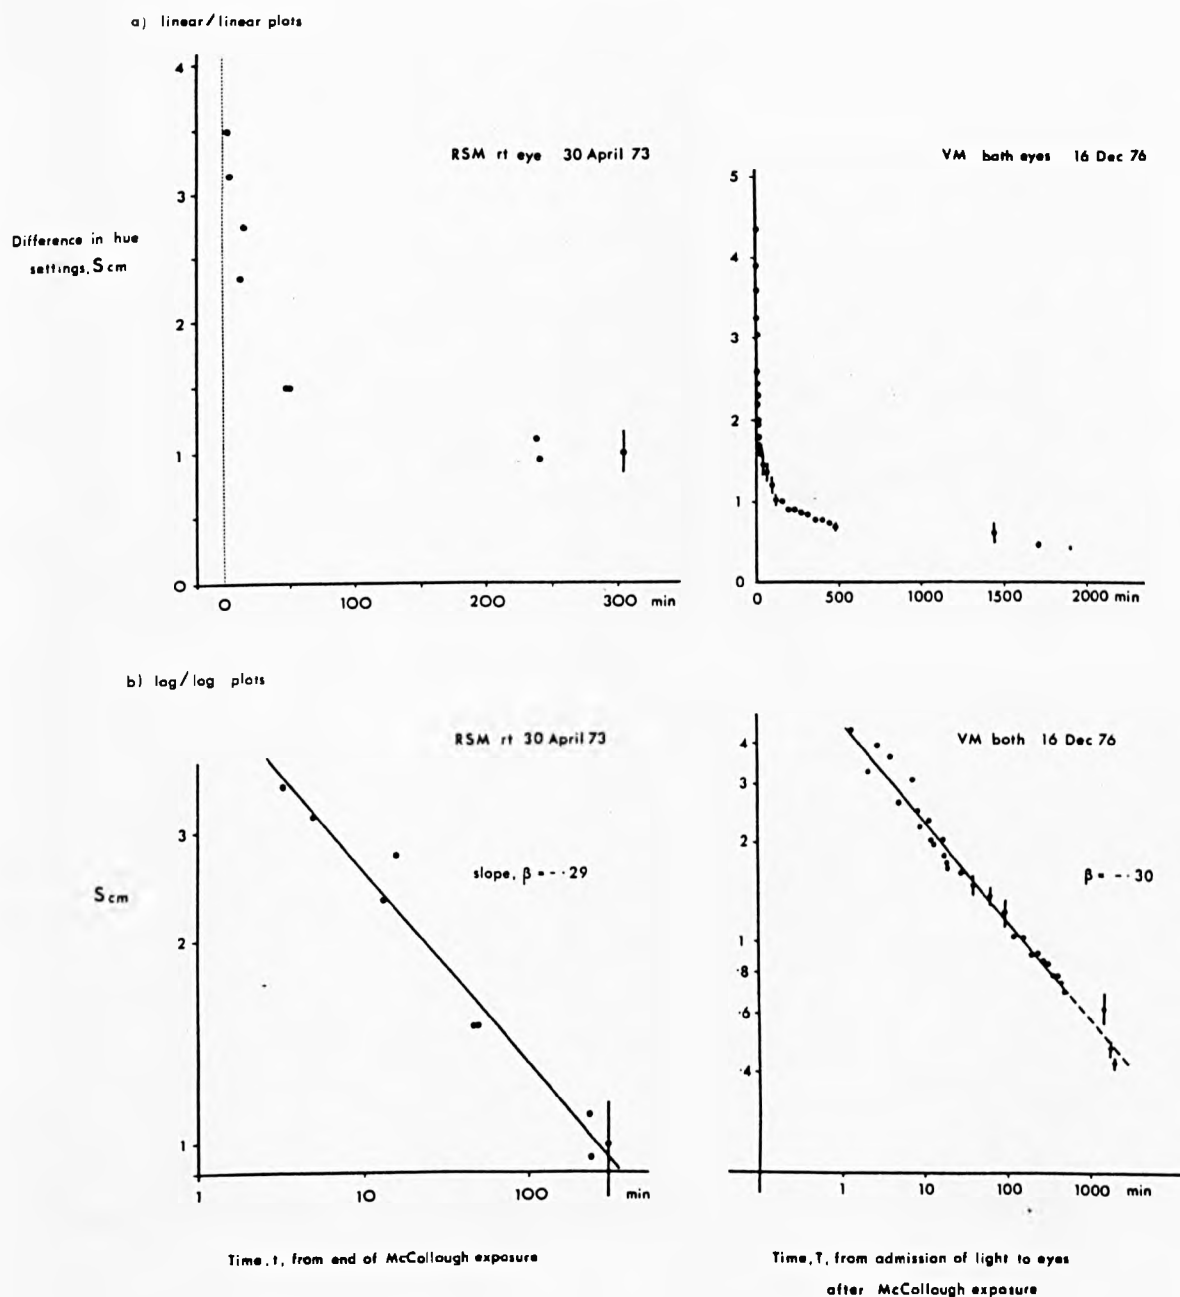 a) linear/linear plots
RSM rt eye 30 April 73
VM both eyes 16 Dec 76
Difference in hue
settings, S cm
4
3
2
1
0
0 100 200 300 min
5
4
3
2
1
0
0 500 1000 1500 2000 min
b) log/log plots
RSM rt 30 April 73
VM both 16 Dec 76
slope, β = -·29
β = -·30
S cm
3
2
1
1 10 100 min
4
3
2
1
·8
·6
·4
1 10 100 1000 min
Time, t, from end of McCollough exposure
Time, T, from admission of light to eyes
after McCollough exposure